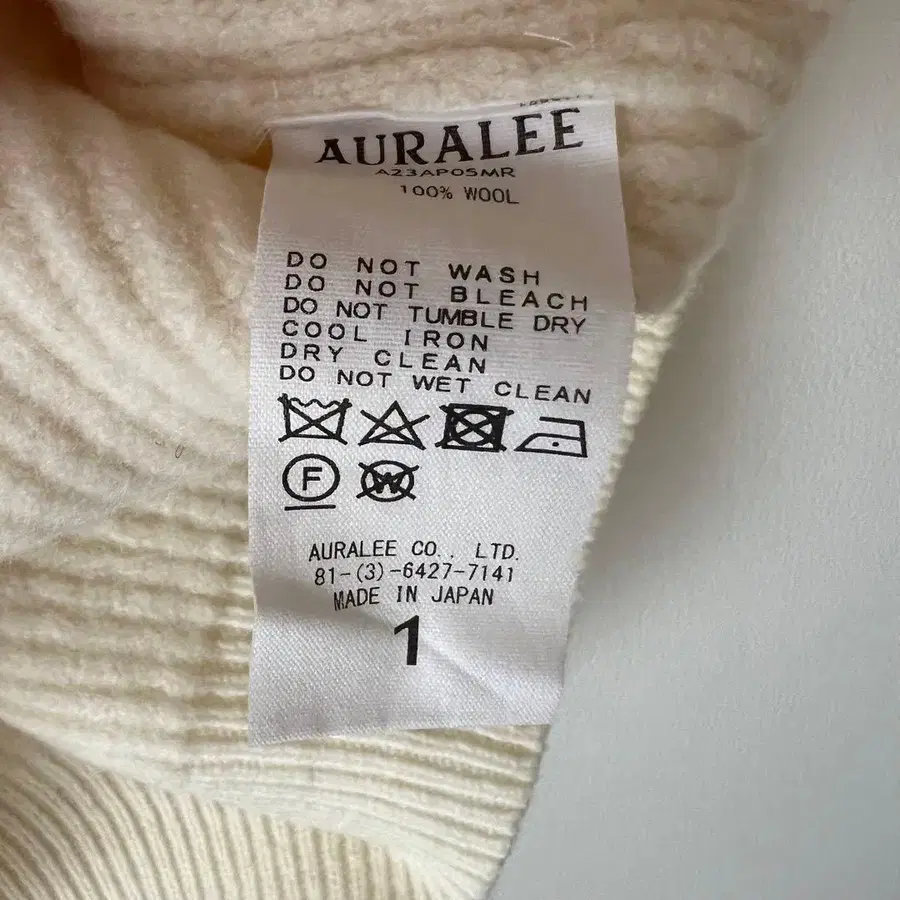 AURALEE
A23AP05MR
100% WOOL
DO NOT WASH
DO NOT BLEACH
DO NOT TUMBLE DRY
COOL IRON
DRY CLEAN
DO NOT WET CLEAN
F W
AURALEE CO., LTD.
81-(3)-6427-7141
MADE IN JAPAN
1